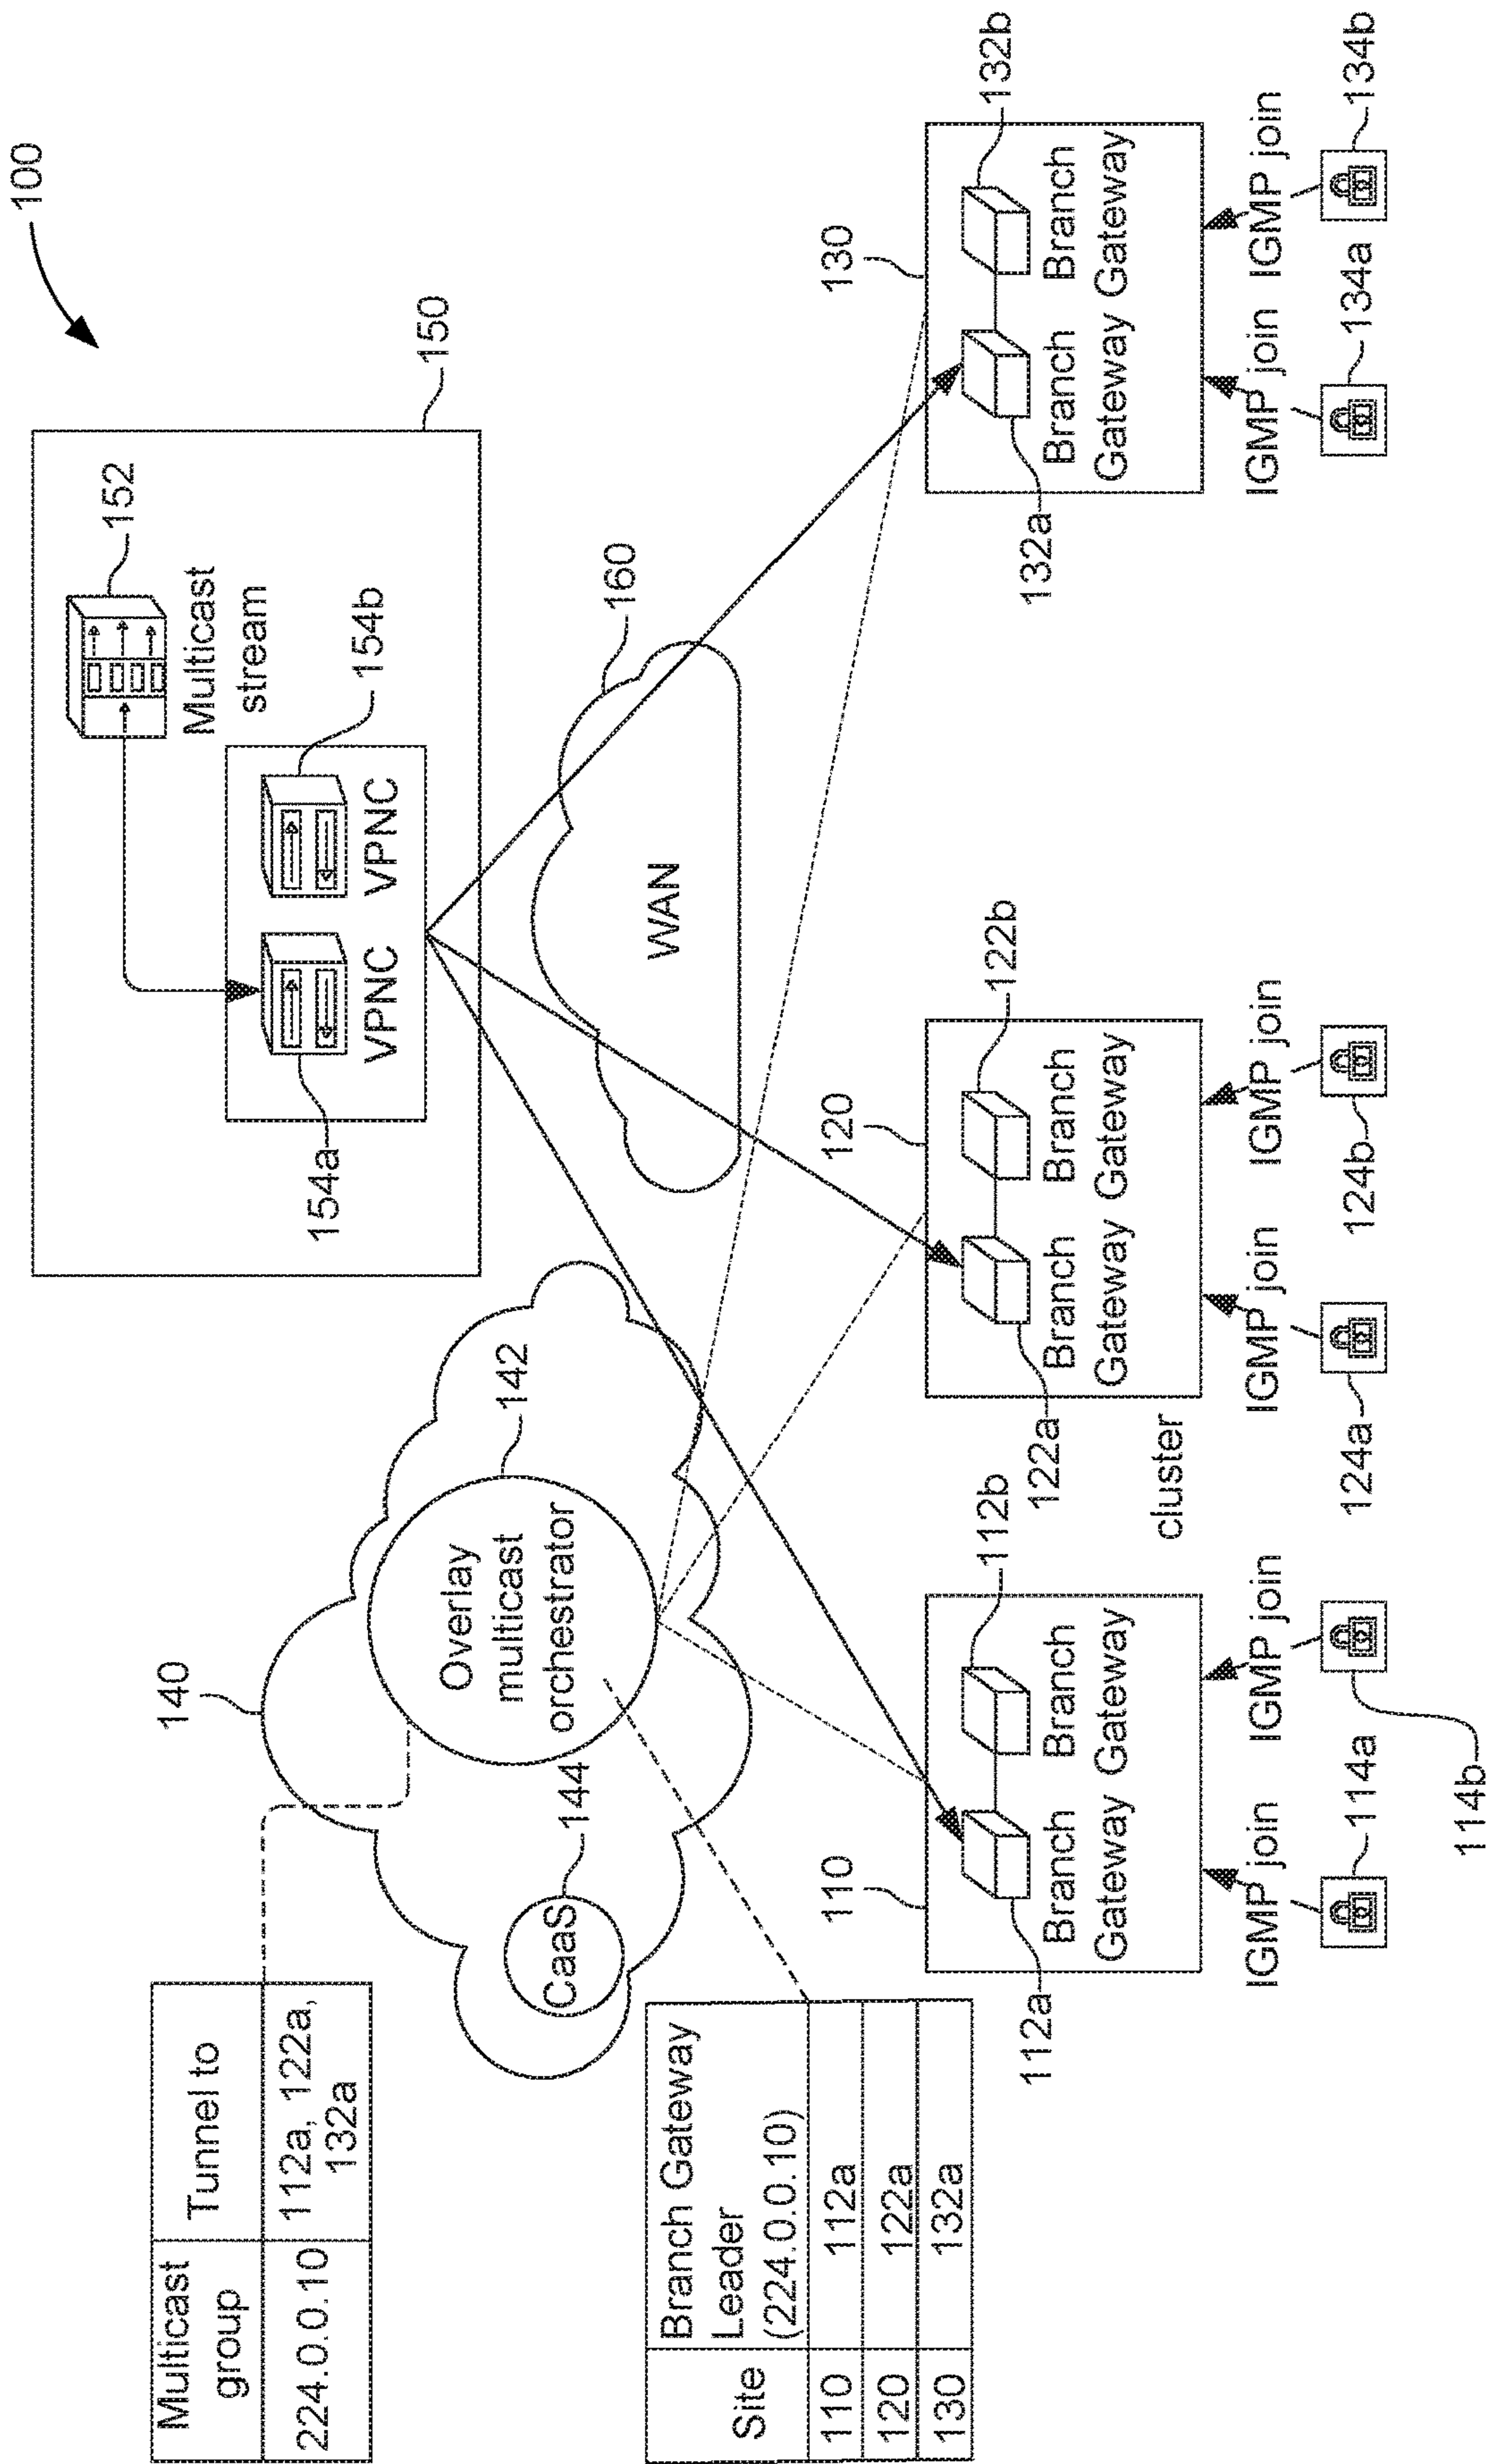 100
150
152
Multicast
stream
154b
VPNC
VPNC
154a
160
WAN
140
142
Overlay
multicast
orchestrator
144
CaaS
Multicast
group
Tunnel to
224.0.0.10
112a, 122a,
132a
Site
Branch Gateway
Leader
(224.0.0.10)
110
112a
120
122a
130
132a
110
112a
112b
Branch
Gateway
Branch
Gateway
IGMP join
IGMP join
114a
114b
cluster
120
122a
122b
Branch
Gateway
Branch
Gateway
IGMP join
IGMP join
124a
124b
130
132a
132b
Branch
Gateway
Branch
Gateway
IGMP join
IGMP join
134a
134b